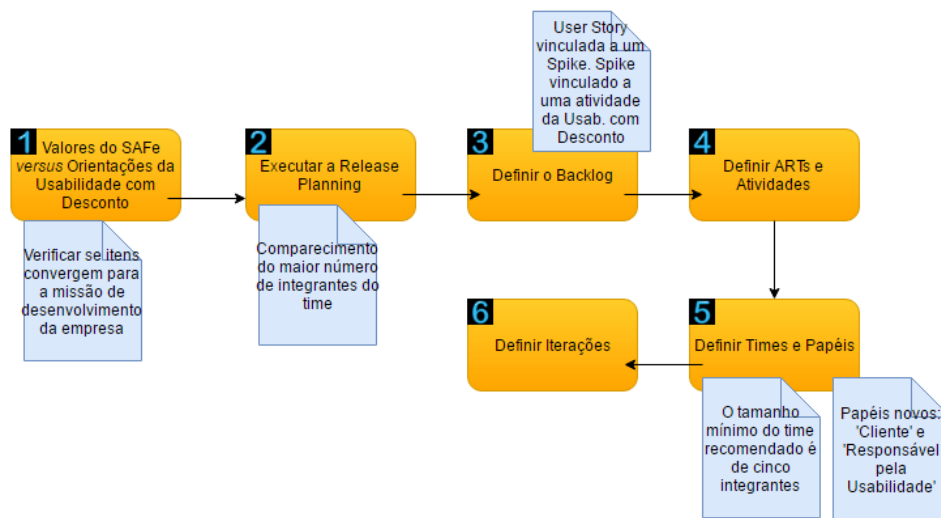 User Story
vinculada a um
Spike. Spike
vinculado a
uma atividade
da Usab. com
Desconto
1
Valores do SAFe
versus Orientações da
Usabilidade com
Desconto
2
Executar a Release
Planning
3
Definir o Backlog
4
Definir ARTs e
Atividades
Verificar se itens
convergem para
a missão de
desenvolvimento
da empresa
Comparecimento
do maior número
de integrantes do
time
6
Definir Iterações
5
Definir Times e Papéis
O tamanho
mínimo do time
recomendado é
de cinco
integrantes
Papéis novos:
'Cliente' e
'Responsável
pela
Usabilidade'